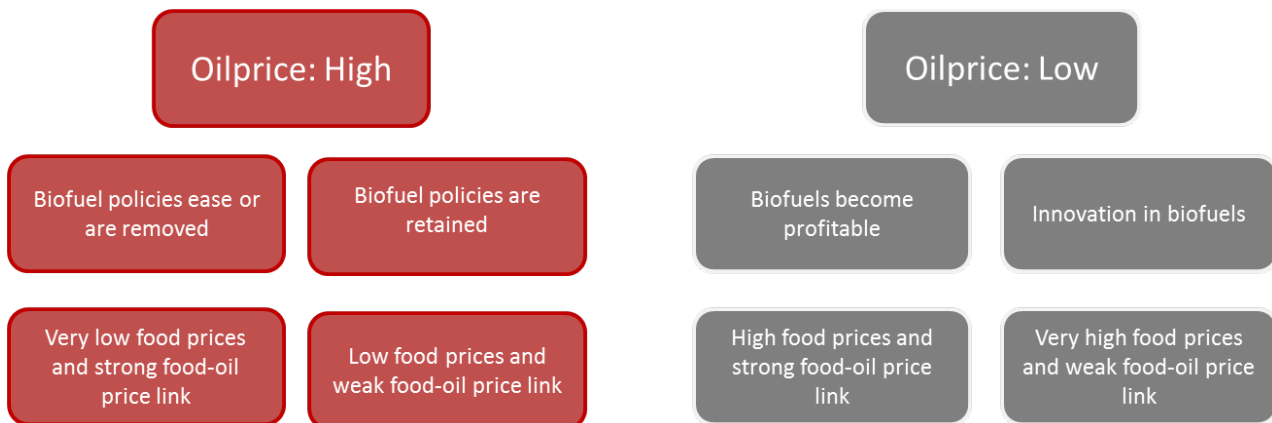 Oilprice: High
Oilprice: Low
Biofuel policies ease or
are removed
Biofuel policies are
retained
Biofuels become
profitable
Innovation in biofuels
Very low food prices
and strong food-oil
price link
Low food prices and
weak food-oil price link
High food prices and
strong food-oil price
link
Very high food prices
and weak food-oil price
link